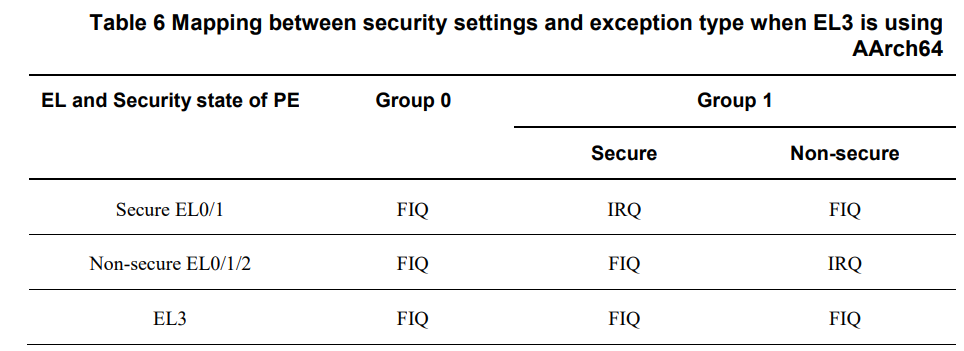 Table 6 Mapping between security settings and exception type when EL3 is using
AArch64
EL and Security state of PE Group 0 Group 1
Secure Non-secure
Secure EL0/1 FIQ IRQ FIQ
Non-secure EL0/1/2 FIQ FIQ IRQ
EL3 FIQ FIQ FIQ